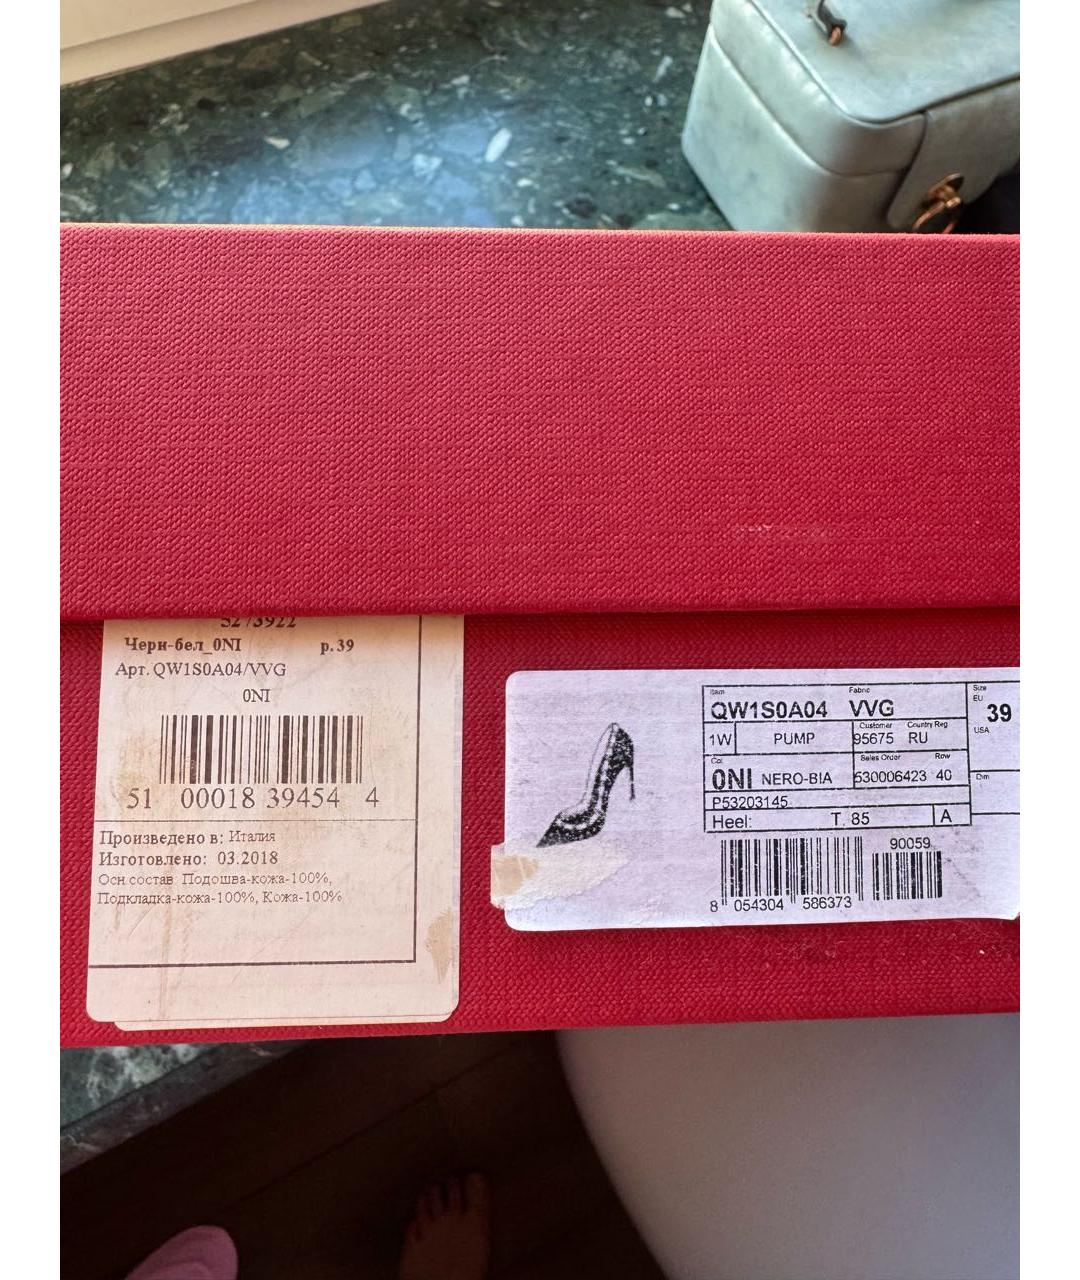 5273922
Черн-бел_0NI р.39
Арт. QW1S0A04/VVG
0NI
51 00018 39454 4
Произведено в: Италия
Изготовлено: 03.2018
Осн.состав: Подошва-кожа-100%,
Подкладка-кожа-100%, Кожа-100%
Item Fabric Size
QW1S0A04 VVG EU 39
Customer Country Reg USA
1W PUMP 95675 RU
Col Sales Order Row
0NI NERO-BIA 530006423 40 Dim
P53203145
Heel: T. 85 A
90059
8 054304 586373